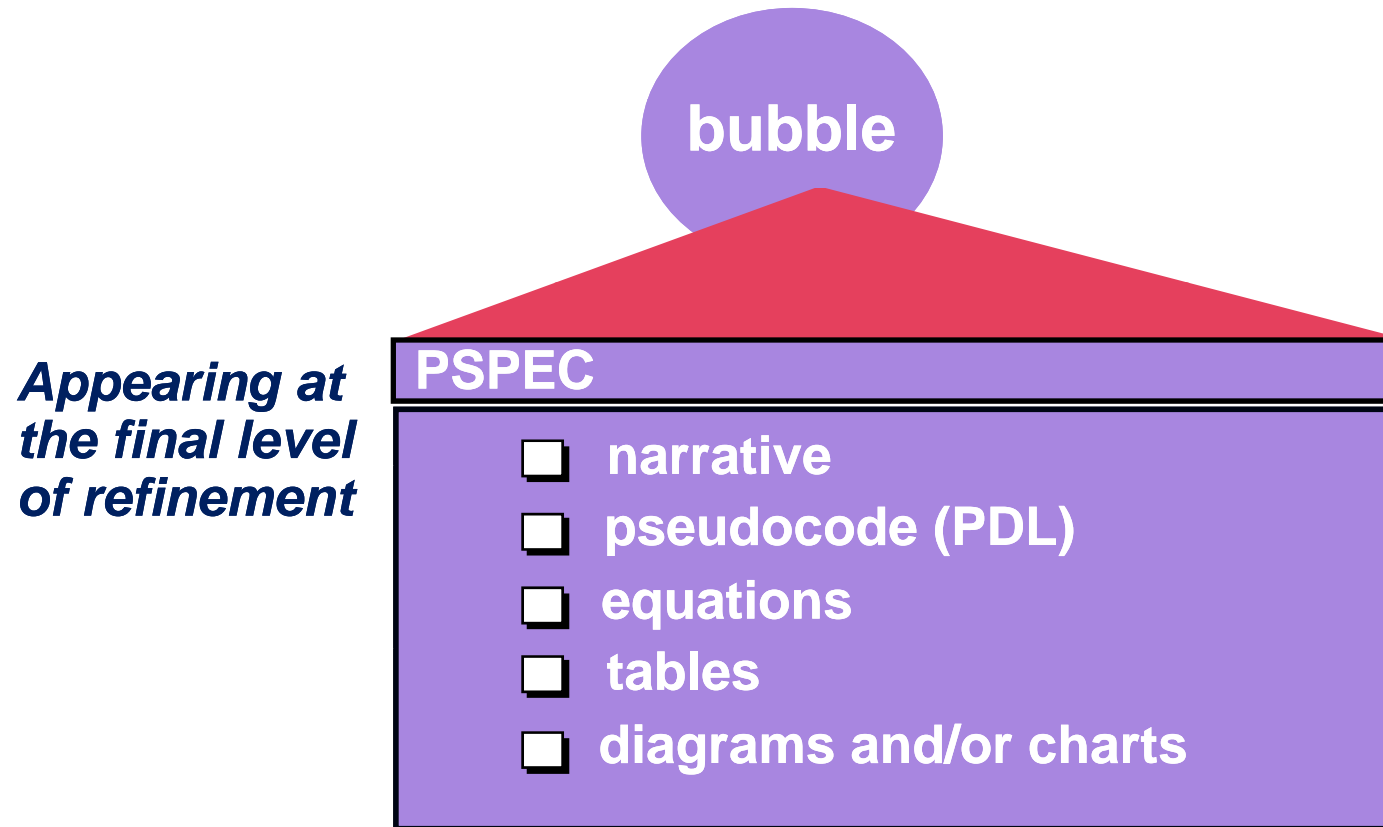 bubble
PSPEC
Appearing at
the final level
of refinement
narrative
pseudocode (PDL)
equations
tables
diagrams and/or charts